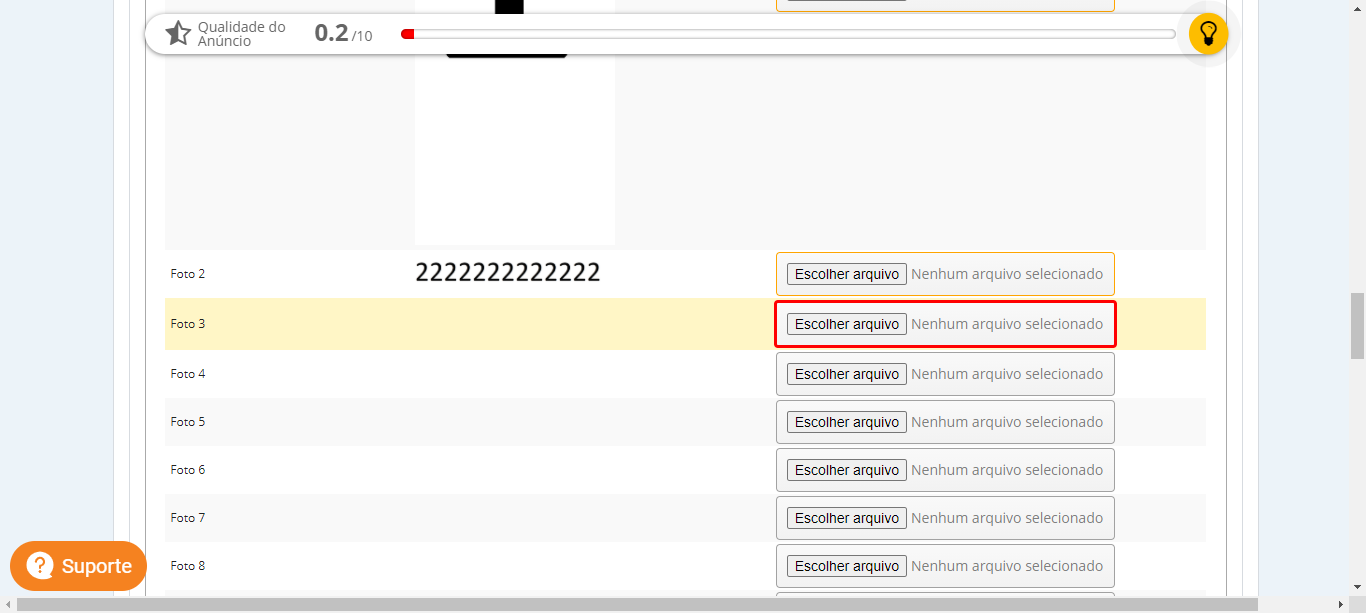 Qualidade do
Anúncio
0.2 /10
Foto 2 2222222222222 Escolher arquivo Nenhum arquivo selecionado
Foto 3 Escolher arquivo Nenhum arquivo selecionado
Foto 4 Escolher arquivo Nenhum arquivo selecionado
Foto 5 Escolher arquivo Nenhum arquivo selecionado
Foto 6 Escolher arquivo Nenhum arquivo selecionado
Foto 7 Escolher arquivo Nenhum arquivo selecionado
Foto 8 Escolher arquivo Nenhum arquivo selecionado
? Suporte